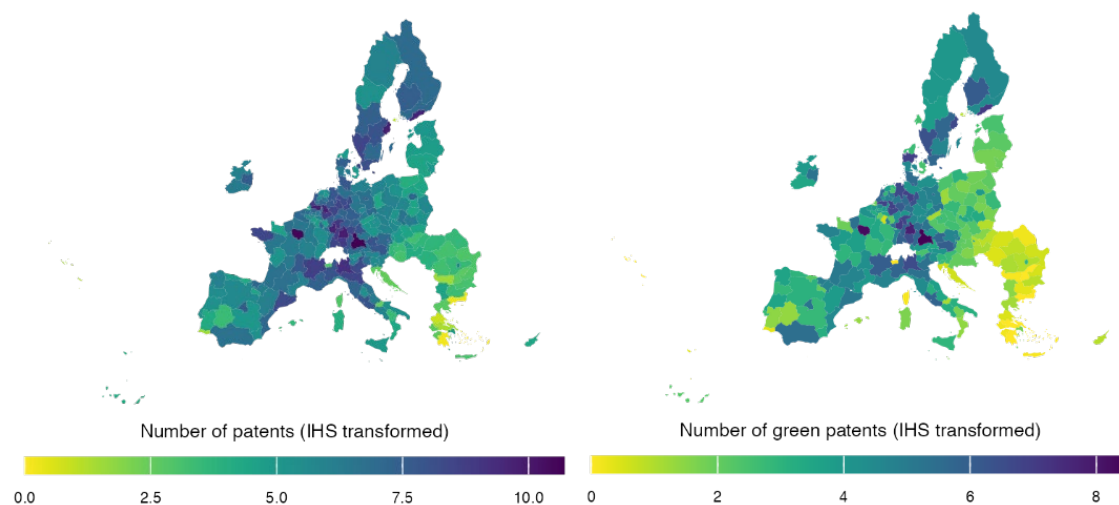 Number of patents (IHS transformed)
0.0 2.5 5.0 7.5 10.0
Number of green patents (IHS transformed)
0 2 4 6 8